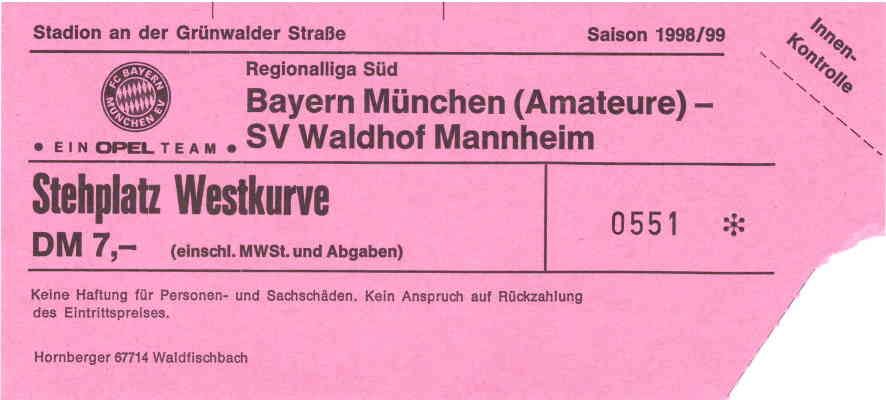 Stadion an der Grünwalder Straße
Saison 1998/99
Innen-
Kontrolle
FC BAYERN
MÜNCHEN EV
• EIN OPEL TEAM •
Regionalliga Süd
Bayern München (Amateure) –
SV Waldhof Mannheim
Stehplatz Westkurve
DM 7,– (einschl. MWSt. und Abgaben)
0551 *
Keine Haftung für Personen- und Sachschäden. Kein Anspruch auf Rückzahlung
des Eintrittspreises.
Hornberger 67714 Waldfischbach